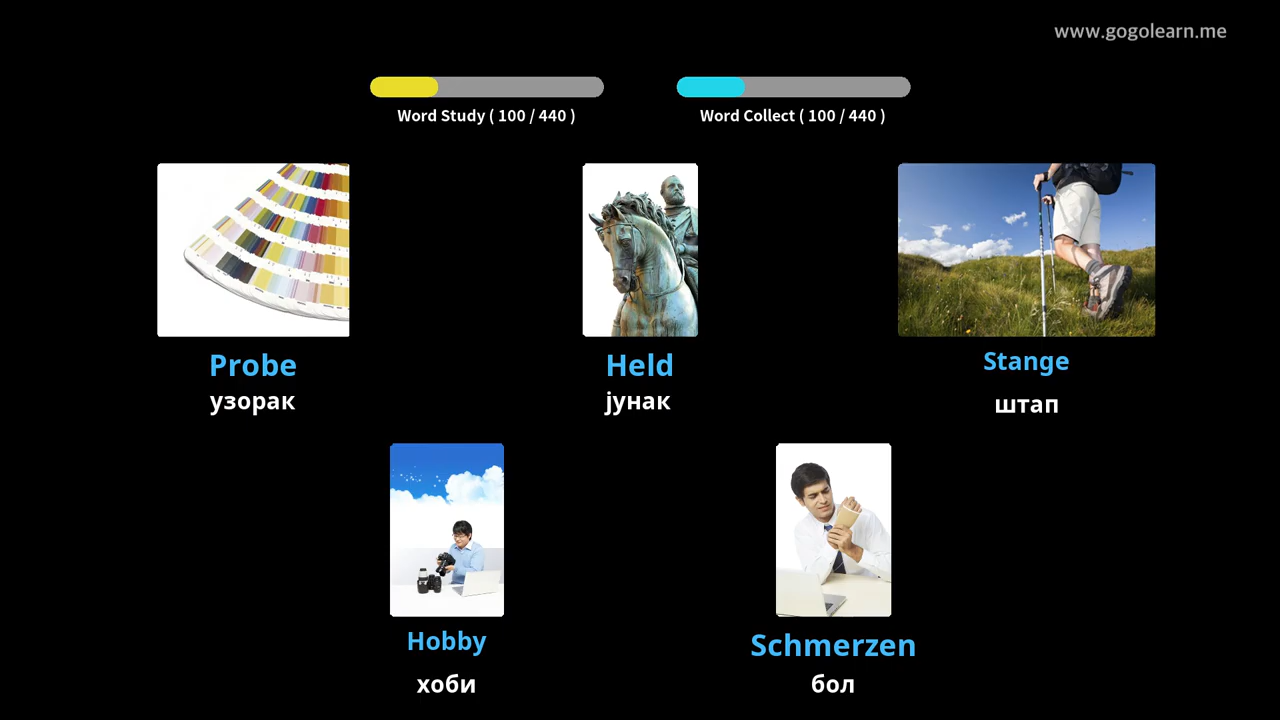 www.gogolearn.me
Word Study ( 100 / 440 )
Word Collect ( 100 / 440 )
Probe
узорак
Held
јунак
Stange
штап
Hobby
хоби
Schmerzen
бол